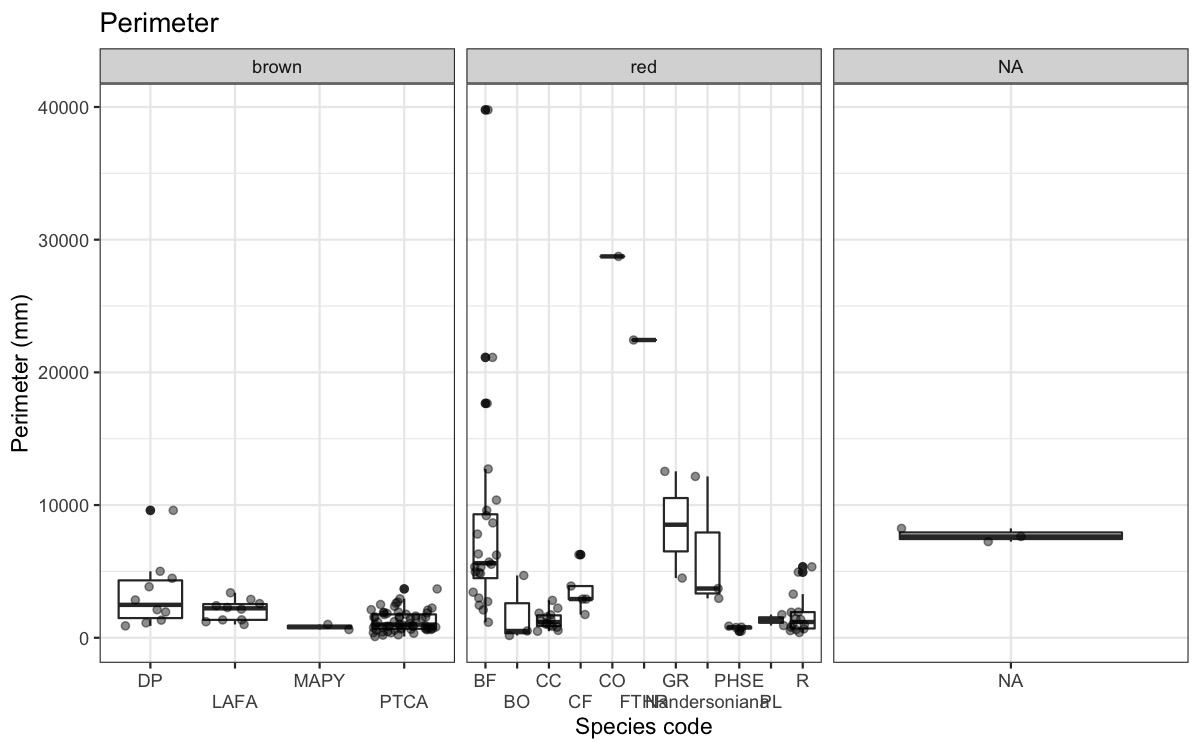 Perimeter
brown red NA
40000
30000
20000
10000
0
Perimeter (mm)
DP MAPY BF CC CO GR PHSE R NA
LAFA PTCA BO CF PL
Species code